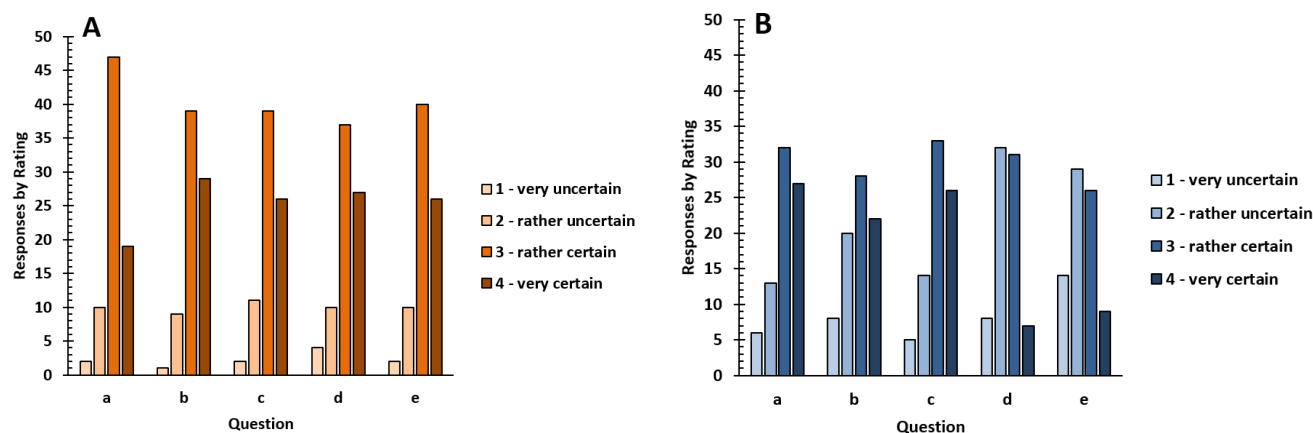 A
Responses by Rating
50
45
40
35
30
25
20
15
10
5
0
a b c d e
Question
1 - very uncertain
2 - rather uncertain
3 - rather certain
4 - very certain
B
Responses by Rating
50
45
40
35
30
25
20
15
10
5
0
a b c d e
Question
1 - very uncertain
2 - rather uncertain
3 - rather certain
4 - very certain